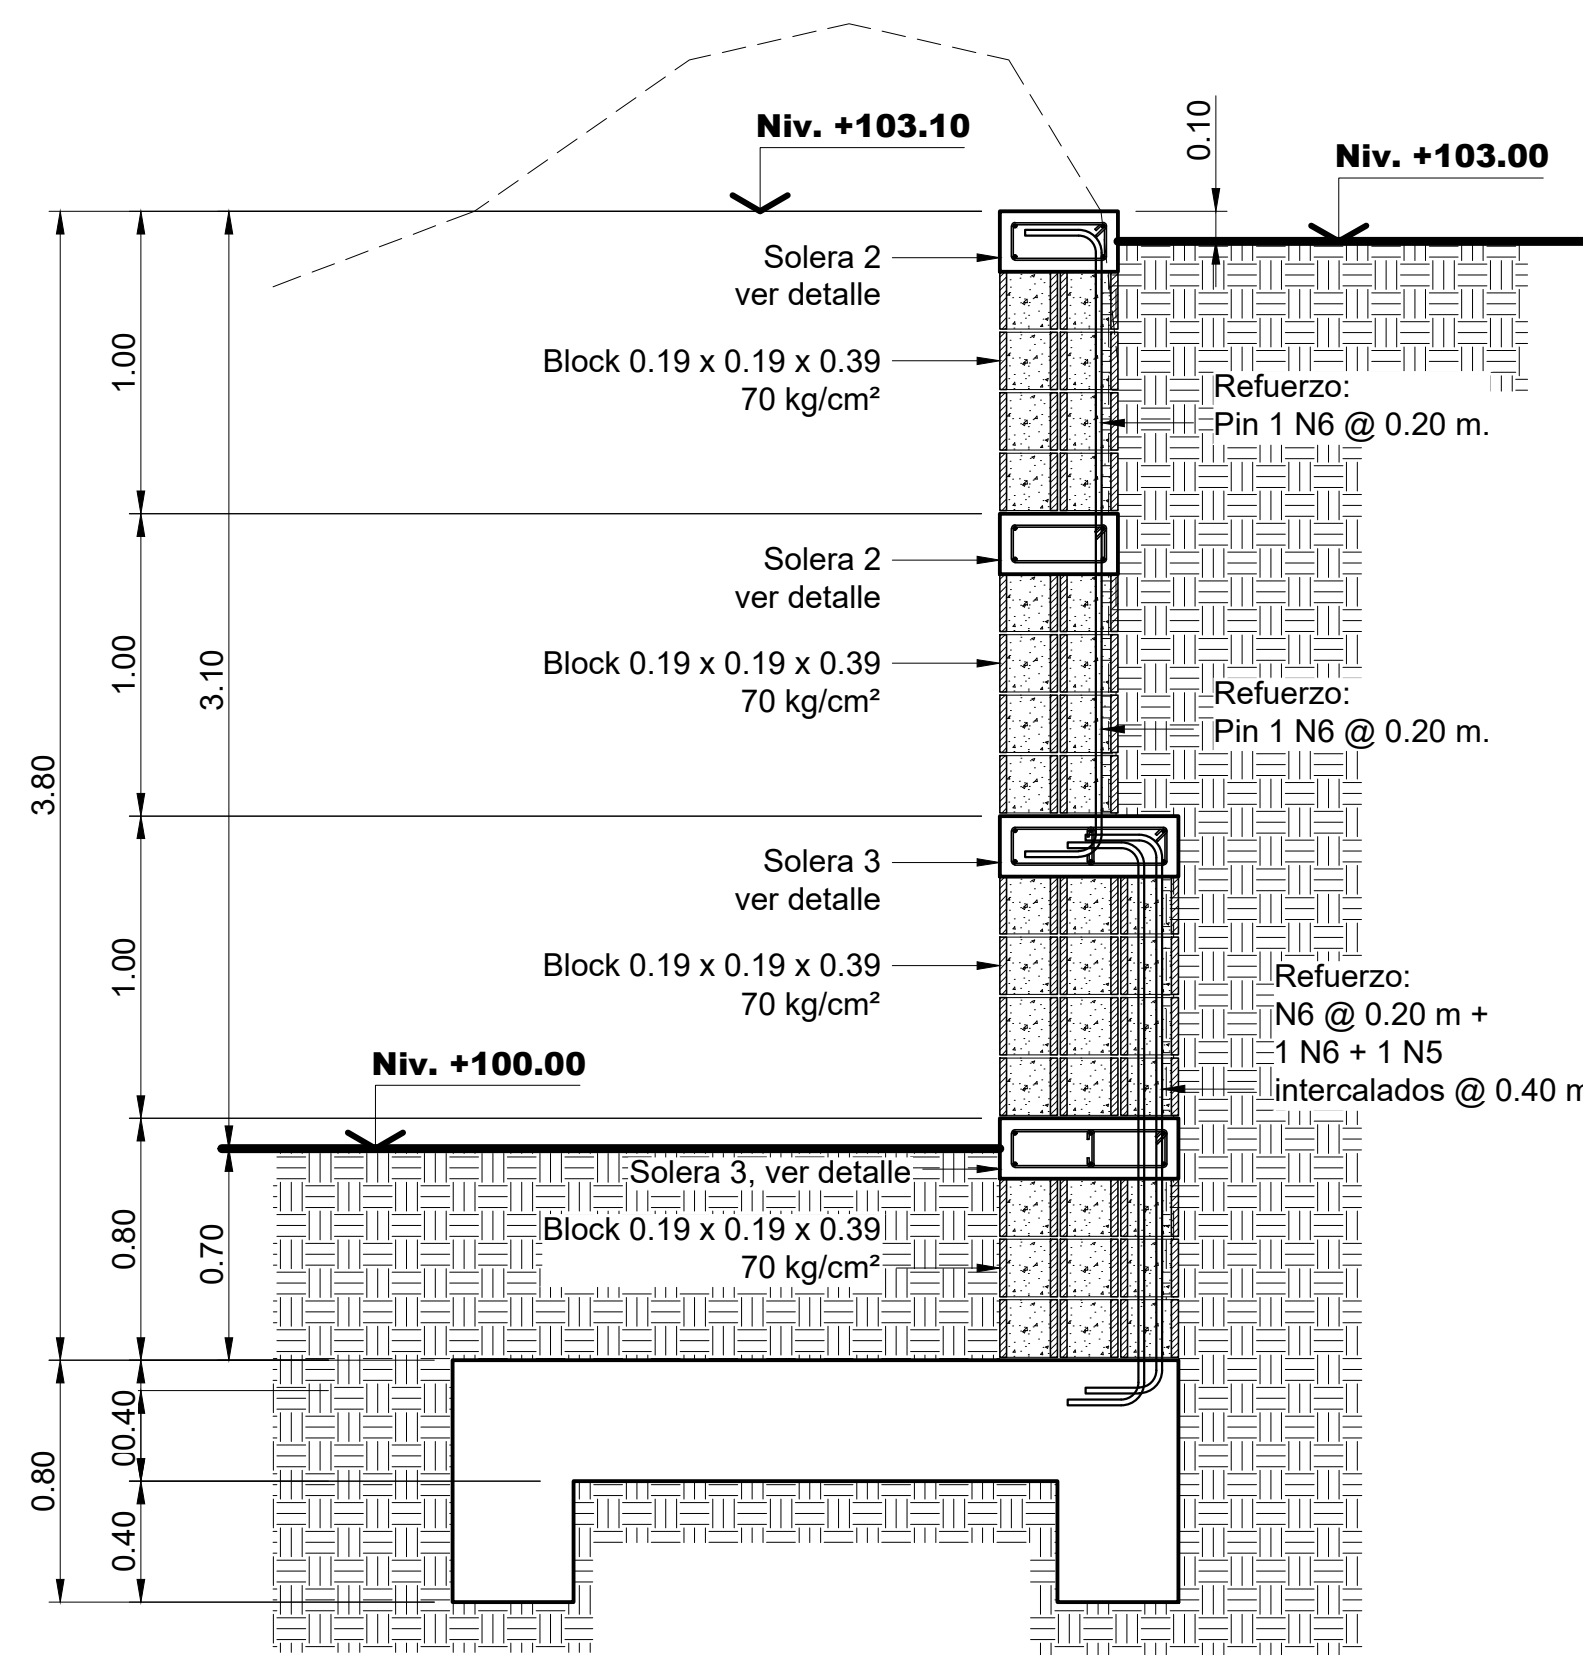 Niv. +103.10
0.10
Niv. +103.00
Solera 2
ver detalle
1.00
Block 0.19 x 0.19 x 0.39
70 kg/cm²
Refuerzo:
Pin 1 N6 @ 0.20 m.
Solera 2
ver detalle
1.00
3.10
Block 0.19 x 0.19 x 0.39
70 kg/cm²
Refuerzo:
Pin 1 N6 @ 0.20 m.
3.80
Solera 3
ver detalle
1.00
Block 0.19 x 0.19 x 0.39
70 kg/cm²
Refuerzo:
N6 @ 0.20 m +
1 N6 + 1 N5
intercalados @ 0.40 m
Niv. +100.00
Solera 3, ver detalle
0.80
0.70
Block 0.19 x 0.19 x 0.39
70 kg/cm²
00.40
0.80
0.40